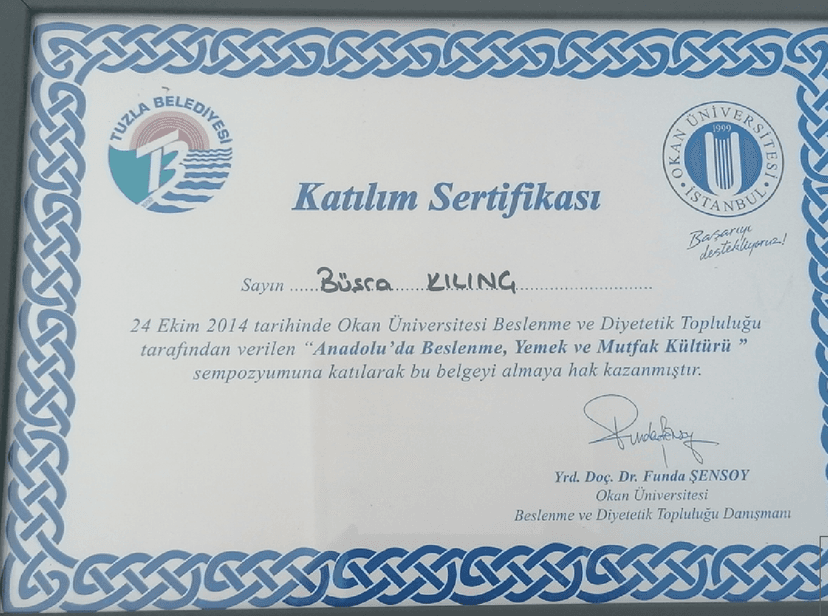 TUZLA BELEDİYESİ
TB
OKAN ÜNİVERSİTESİ
1999
• İSTANBUL •
Başarıyı
destekliyoruz!
Katılım Sertifikası
Sayın ......Büşra.....KILINÇ..............................
24 Ekim 2014 tarihinde Okan Üniversitesi Beslenme ve Diyetetik Topluluğu
tarafından verilen “Anadolu’da Beslenme, Yemek ve Mutfak Kültürü ”
sempozyumuna katılarak bu belgeyi almaya hak kazanmıştır.
Yrd. Doç. Dr. Funda ŞENSOY
Okan Üniversitesi
Beslenme ve Diyetetik Topluluğu Danışmanı